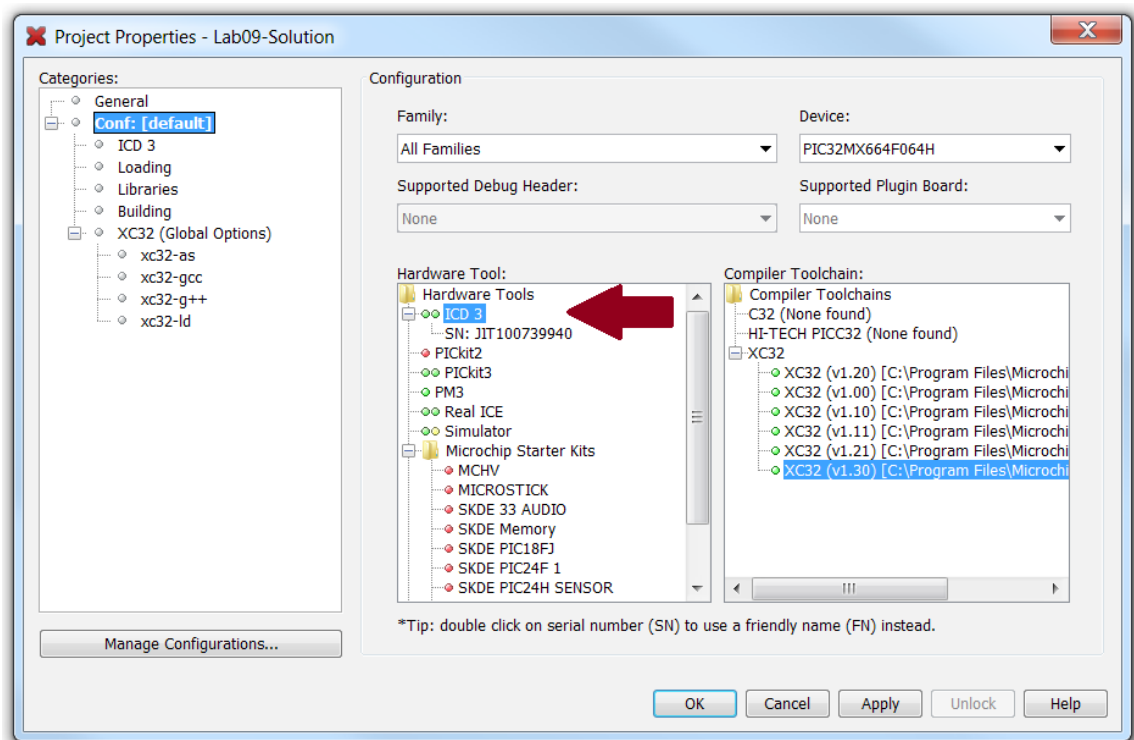 Project Properties - Lab09-Solution
X
Categories:
General
Conf: [default]
ICD 3
Loading
Libraries
Building
XC32 (Global Options)
xc32-as
xc32-gcc
xc32-g++
xc32-ld
Manage Configurations...
Configuration
Family:
All Families
Device:
PIC32MX664F064H
Supported Debug Header:
None
Supported Plugin Board:
None
Hardware Tool:
Hardware Tools
ICD 3
SN: JIT100739940
PICkit2
PICkit3
PM3
Real ICE
Simulator
Microchip Starter Kits
MCHV
MICROSTICK
SKDE 33 AUDIO
SKDE Memory
SKDE PIC18FJ
SKDE PIC24F 1
SKDE PIC24H SENSOR
Compiler Toolchain:
Compiler Toolchains
C32 (None found)
HI-TECH PICC32 (None found)
XC32
XC32 (v1.20) [C:\Program Files\Microchi
XC32 (v1.00) [C:\Program Files\Microchi
XC32 (v1.10) [C:\Program Files\Microchi
XC32 (v1.11) [C:\Program Files\Microchi
XC32 (v1.21) [C:\Program Files\Microchi
XC32 (v1.30) [C:\Program Files\Microchi
*Tip: double click on serial number (SN) to use a friendly name (FN) instead.
OK
Cancel
Apply
Unlock
Help